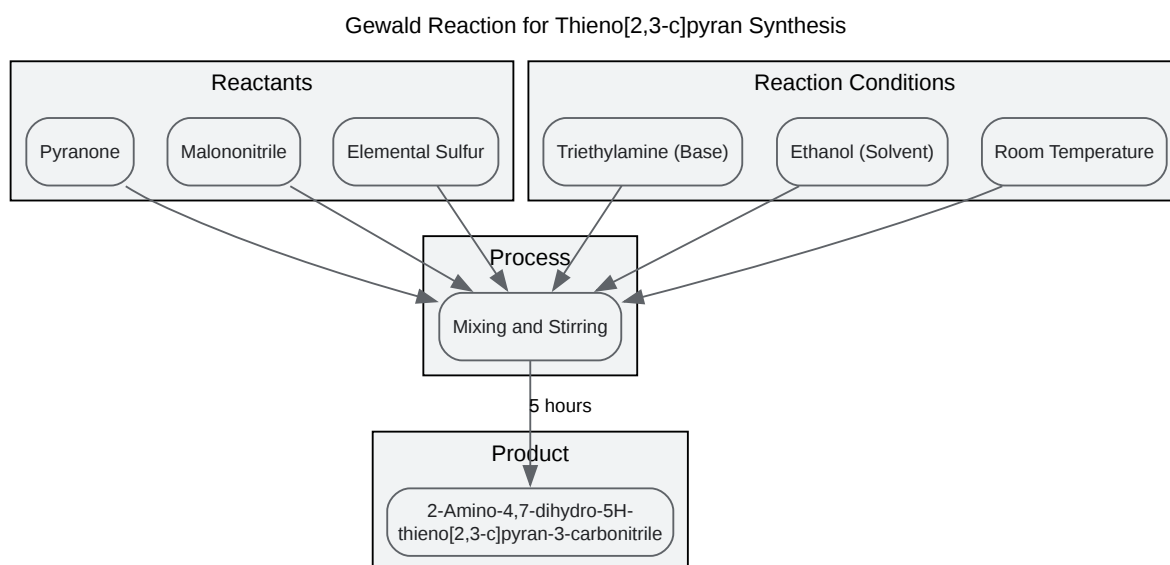 Gewald Reaction for Thieno[2,3-c]pyran Synthesis
Reactants
Reaction Conditions
Pyranone
Malononitrile
Elemental Sulfur
Triethylamine (Base)
Ethanol (Solvent)
Room Temperature
Process
Mixing and Stirring
5 hours
Product
2-Amino-4,7-dihydro-5H-
thieno[2,3-c]pyran-3-carbonitrile